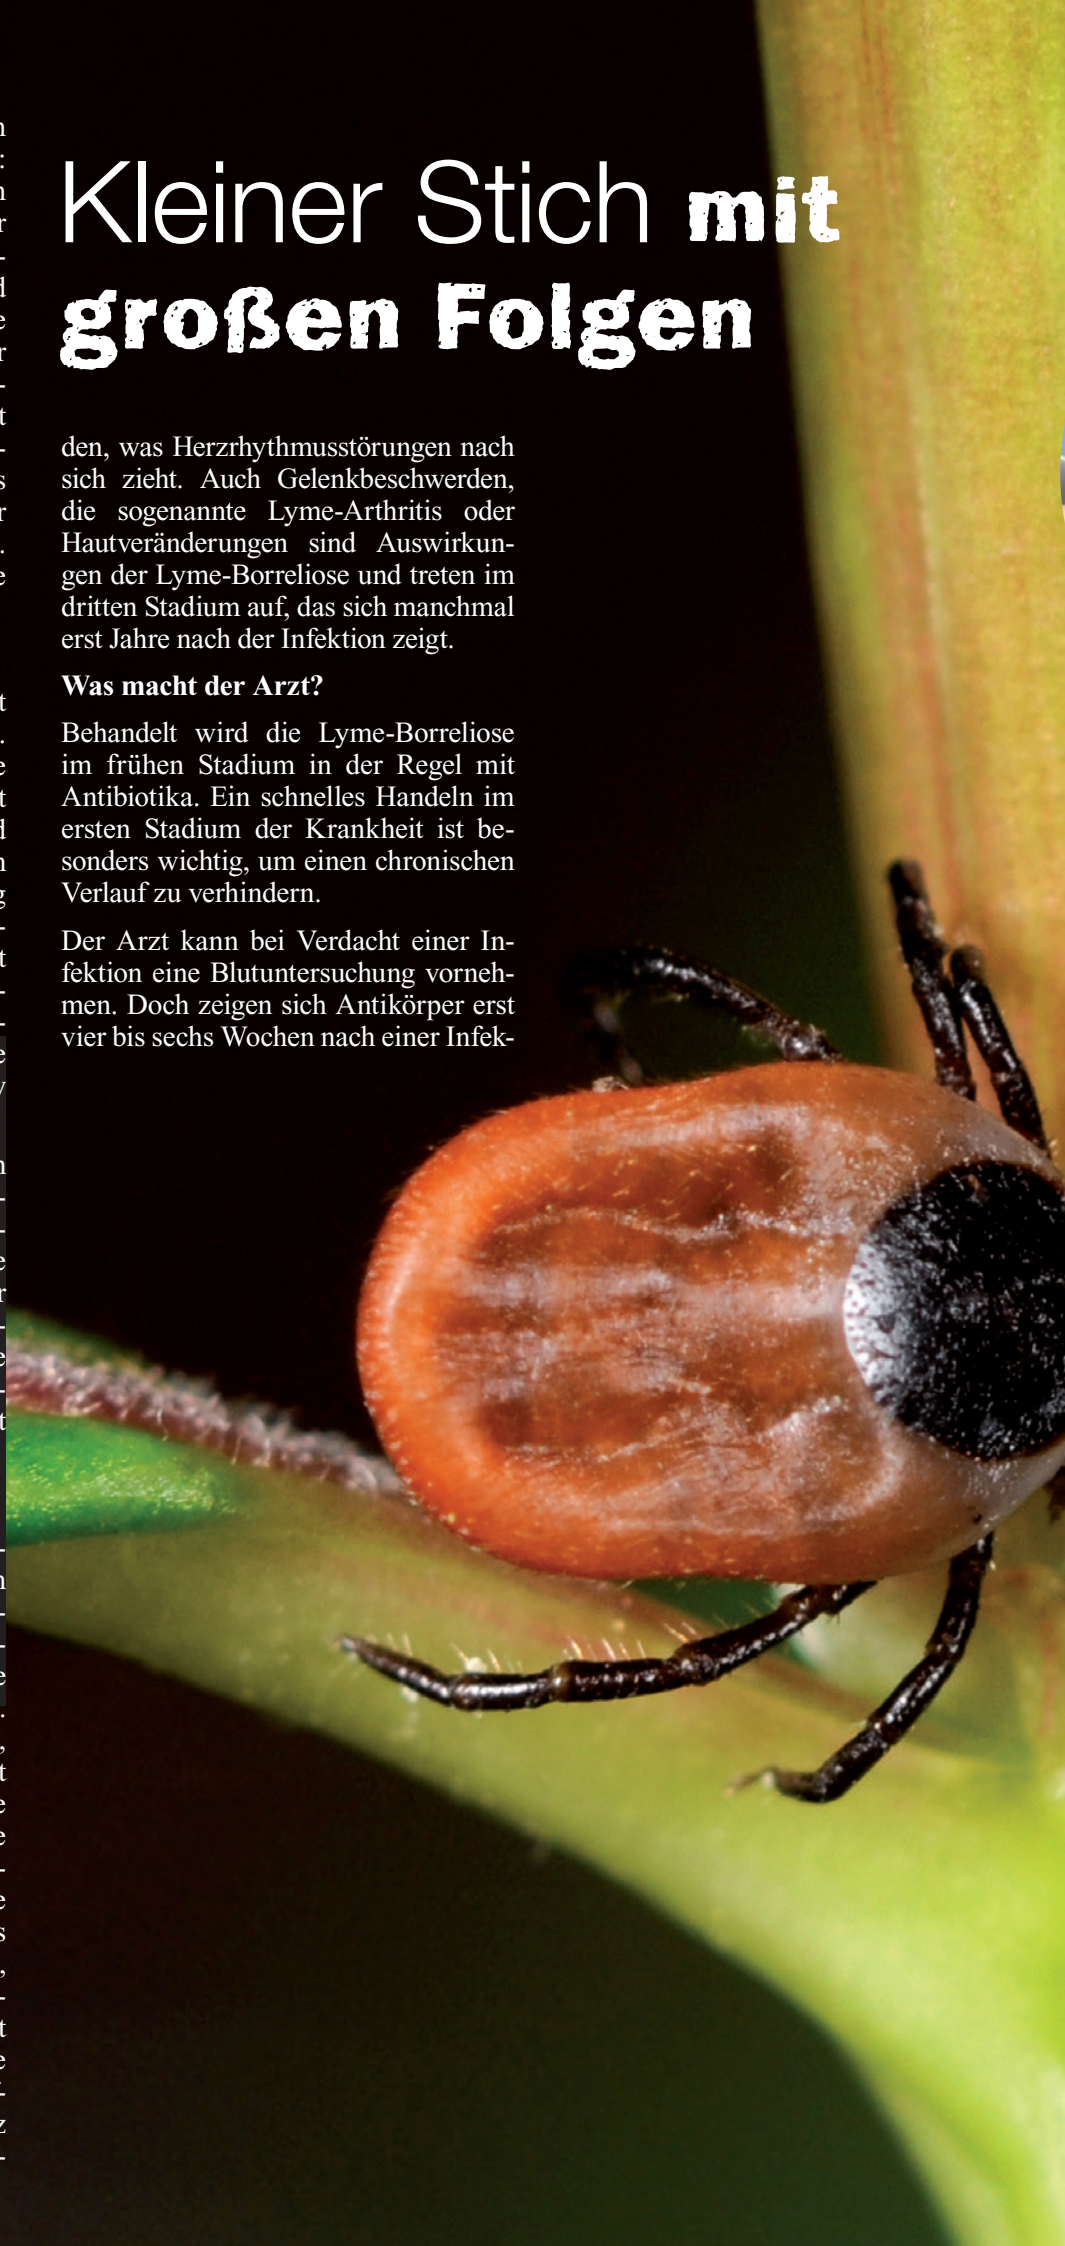 Kleiner Stich mit
großen Folgen
den, was Herzrhythmusstörungen nach
sich zieht. Auch Gelenkbeschwerden,
die sogenannte Lyme-Arthritis oder
Hautveränderungen sind Auswirkun-
gen der Lyme-Borreliose und treten im
dritten Stadium auf, das sich manchmal
erst Jahre nach der Infektion zeigt.
Was macht der Arzt?
Behandelt wird die Lyme-Borreliose
im frühen Stadium in der Regel mit
Antibiotika. Ein schnelles Handeln im
ersten Stadium der Krankheit ist be-
sonders wichtig, um einen chronischen
Verlauf zu verhindern.
Der Arzt kann bei Verdacht einer In-
fektion eine Blutuntersuchung vorneh-
men. Doch zeigen sich Antikörper erst
vier bis sechs Wochen nach einer Infek-